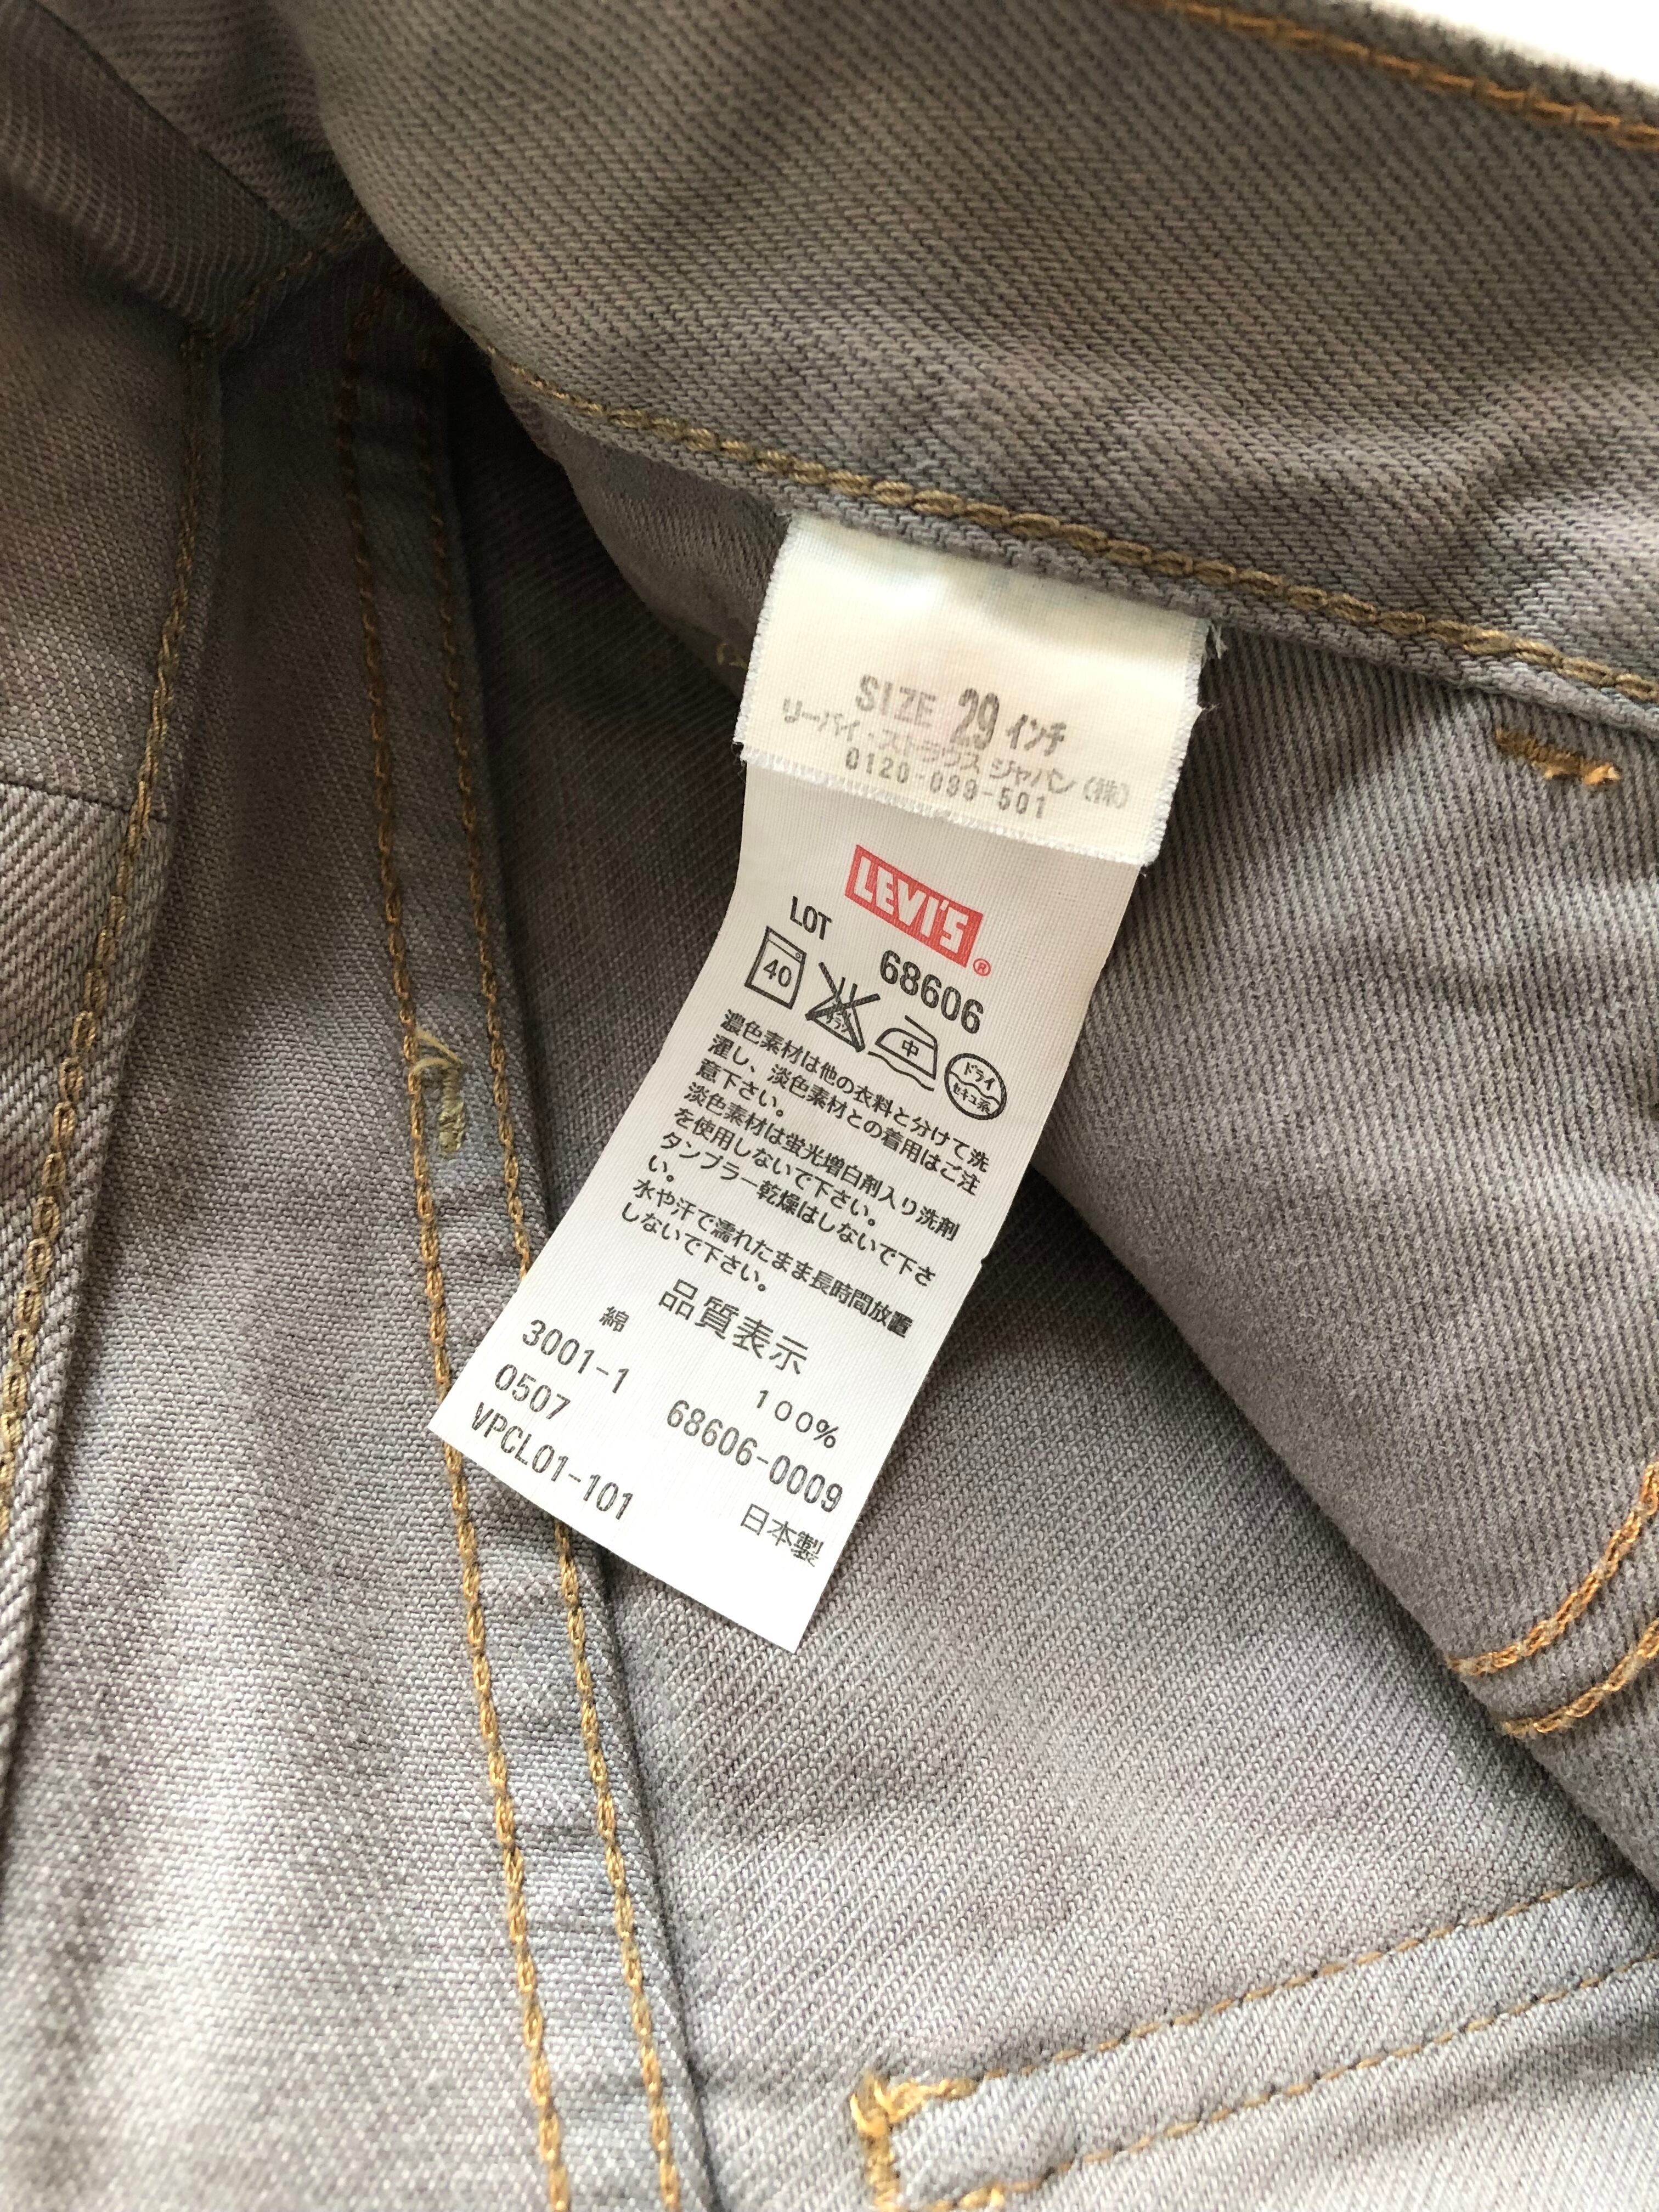 SIZE 29 インチ
リーバイ・ストラウス ジャパン(株)
0120-099-501
LEVI'S®
LOT 68606
40 エンソサラシ 中 ドライ セキユ系
濃色素材は他の衣料と分けて洗
濯し、淡色素材との着用はご注
意下さい。
淡色素材は蛍光増白剤入り洗剤
を使用しないで下さい。
タンブラー乾燥はしないで下さ
い。
水や汗で濡れたまま長時間放置
しないで下さい。
品質表示
綿 100%
3001-1 68606-0009
0507
VPCL01-101 日本製